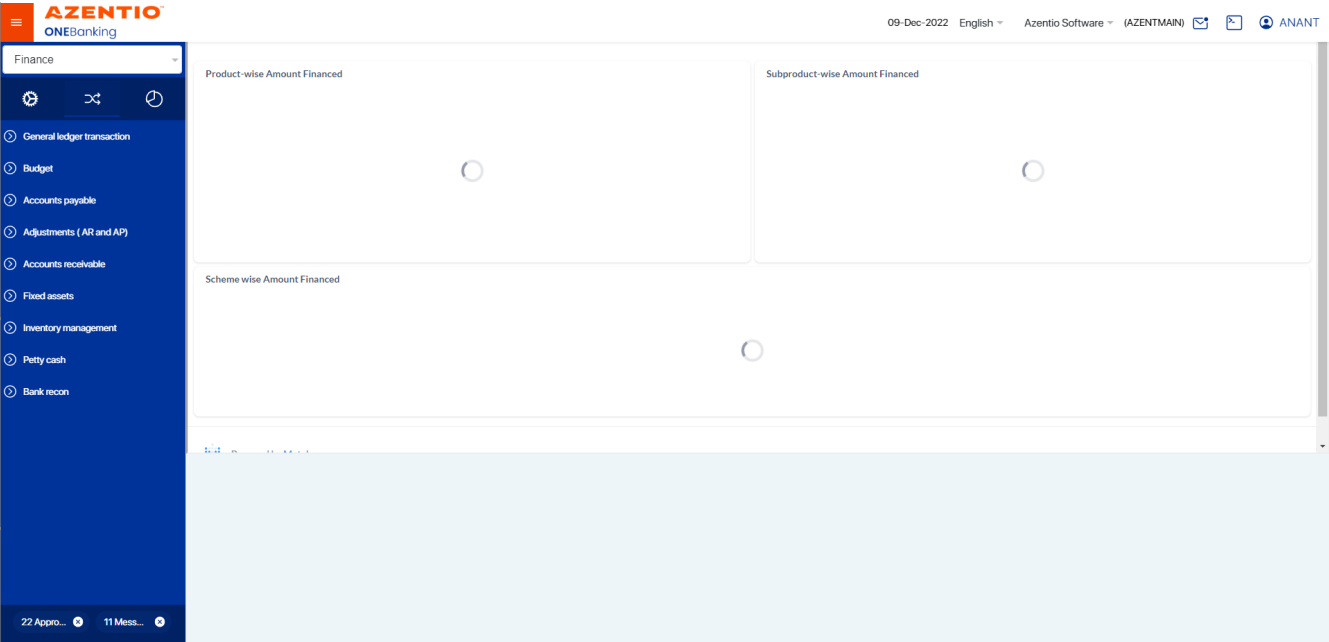 AZENTIO
ONEBanking
09-Dec-2022 English Azentio Software (AZENTMAIN) ANANT
Finance
General ledger transaction
Budget
Accounts payable
Adjustments ( AR and AP)
Accounts receivable
Fixed assets
Inventory management
Petty cash
Bank recon
22 Appro...
11 Mess...
Product-wise Amount Financed
Subproduct-wise Amount Financed
Scheme wise Amount Financed